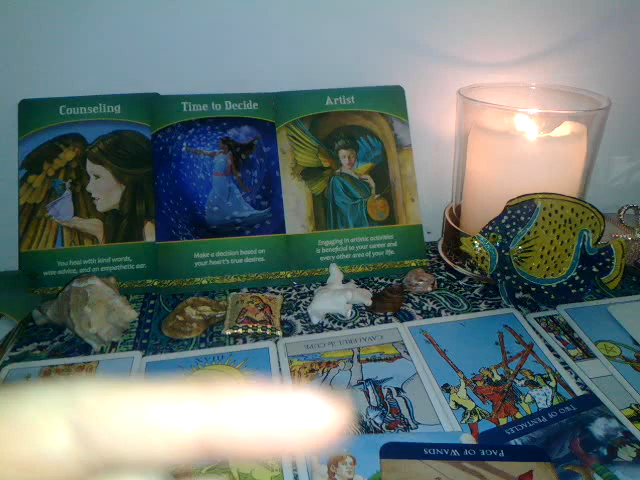 Counseling
You heal with kind words,
wise advice, and an empathetic ear.
Time to Decide
Make a decision based on
your heart's true desires.
Artist
Engaging in artistic activities
is beneficial to your career and
every other area of your life.
TWO OF PENTACLES
PAGE OF WANDS